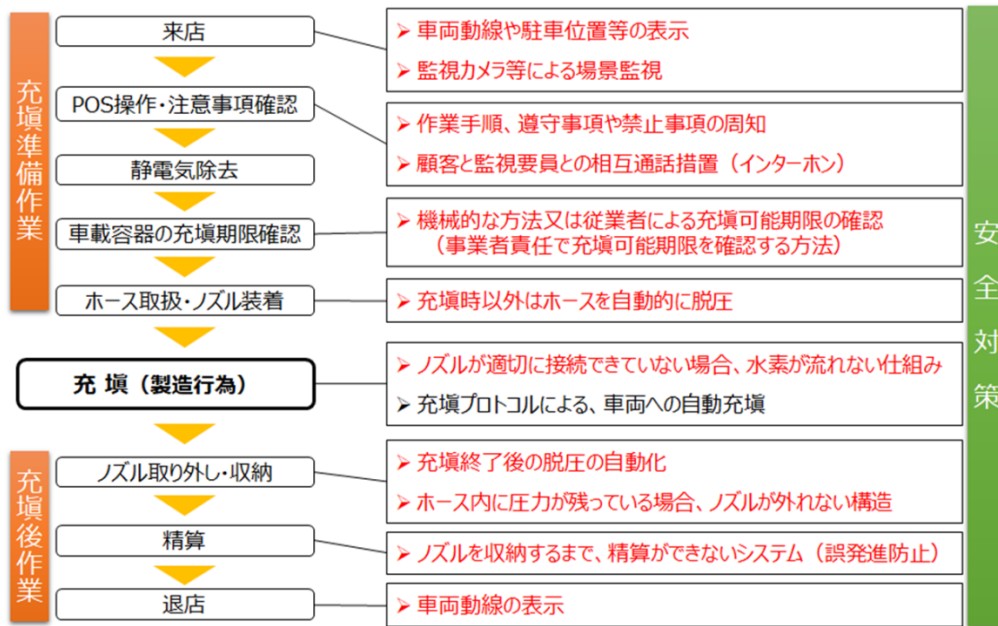 充塡準備作業
来店
➢ 車両動線や駐車位置等の表示
➢ 監視カメラ等による場景監視
POS操作・注意事項確認
➢ 作業手順、遵守事項や禁止事項の周知
➢ 顧客と監視要員との相互通話措置（インターホン）
静電気除去
車載容器の充塡期限確認
➢ 機械的な方法又は従業者による充塡可能期限の確認
（事業者責任で充塡可能期限を確認する方法）
ホース取扱・ノズル装着
➢ 充塡時以外はホースを自動的に脱圧
充 塡（製造行為）
➢ ノズルが適切に接続できていない場合、水素が流れない仕組み
➢ 充塡プロトコルによる、車両への自動充塡
充塡後作業
ノズル取り外し・収納
➢ 充塡終了後の脱圧の自動化
➢ ホース内に圧力が残っている場合、ノズルが外れない構造
精算
➢ ノズルを収納するまで、精算ができないシステム（誤発進防止）
退店
➢ 車両動線の表示
安全対策